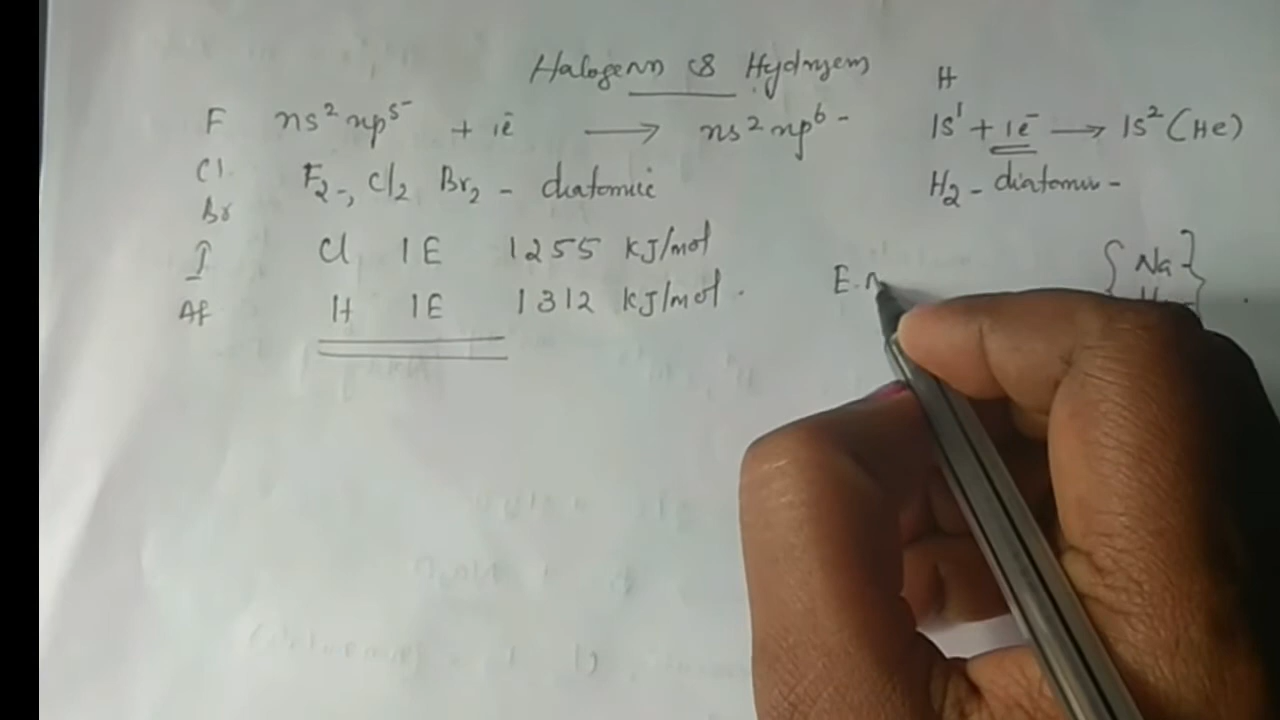 Halogens & Hydrogen
H
F ns² np⁵ + 1e⁻ → ns² np⁶ -
1s¹ + 1e⁻ → 1s² (He)
Cl
F₂-, Cl₂ Br₂ - diatomic
H₂ - diatomic -
Br
I Cl IE 1255 KJ/mol
{ Na }
At H IE 1312 KJ/mol .
E.